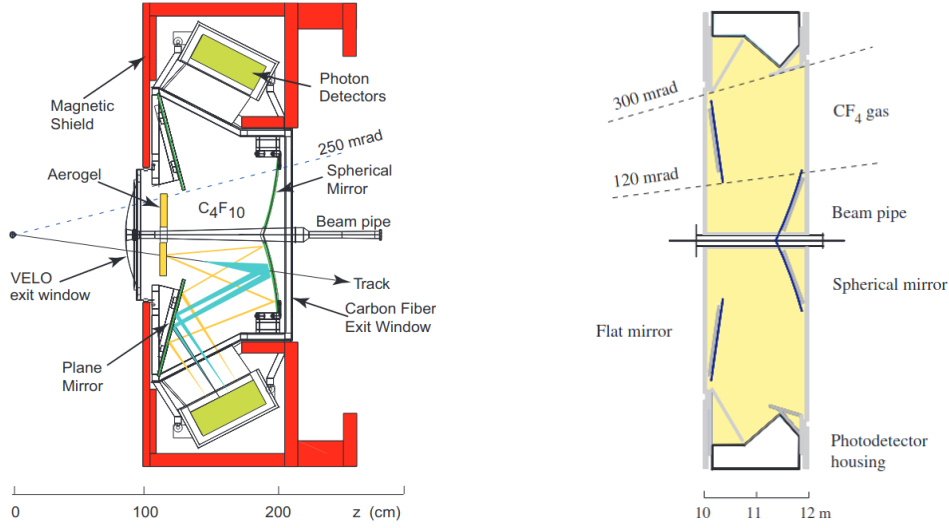 Photon
Detectors
Magnetic
Shield
250 mrad
Aerogel
Spherical
Mirror
C4F10
Beam pipe
VELO
exit window
Track
Carbon Fiber
Exit Window
Plane
Mirror
0
100
200
z (cm)
300 mrad
CF4 gas
120 mrad
Beam pipe
Spherical mirror
Flat mirror
Photodetector
housing
10
11
12 m